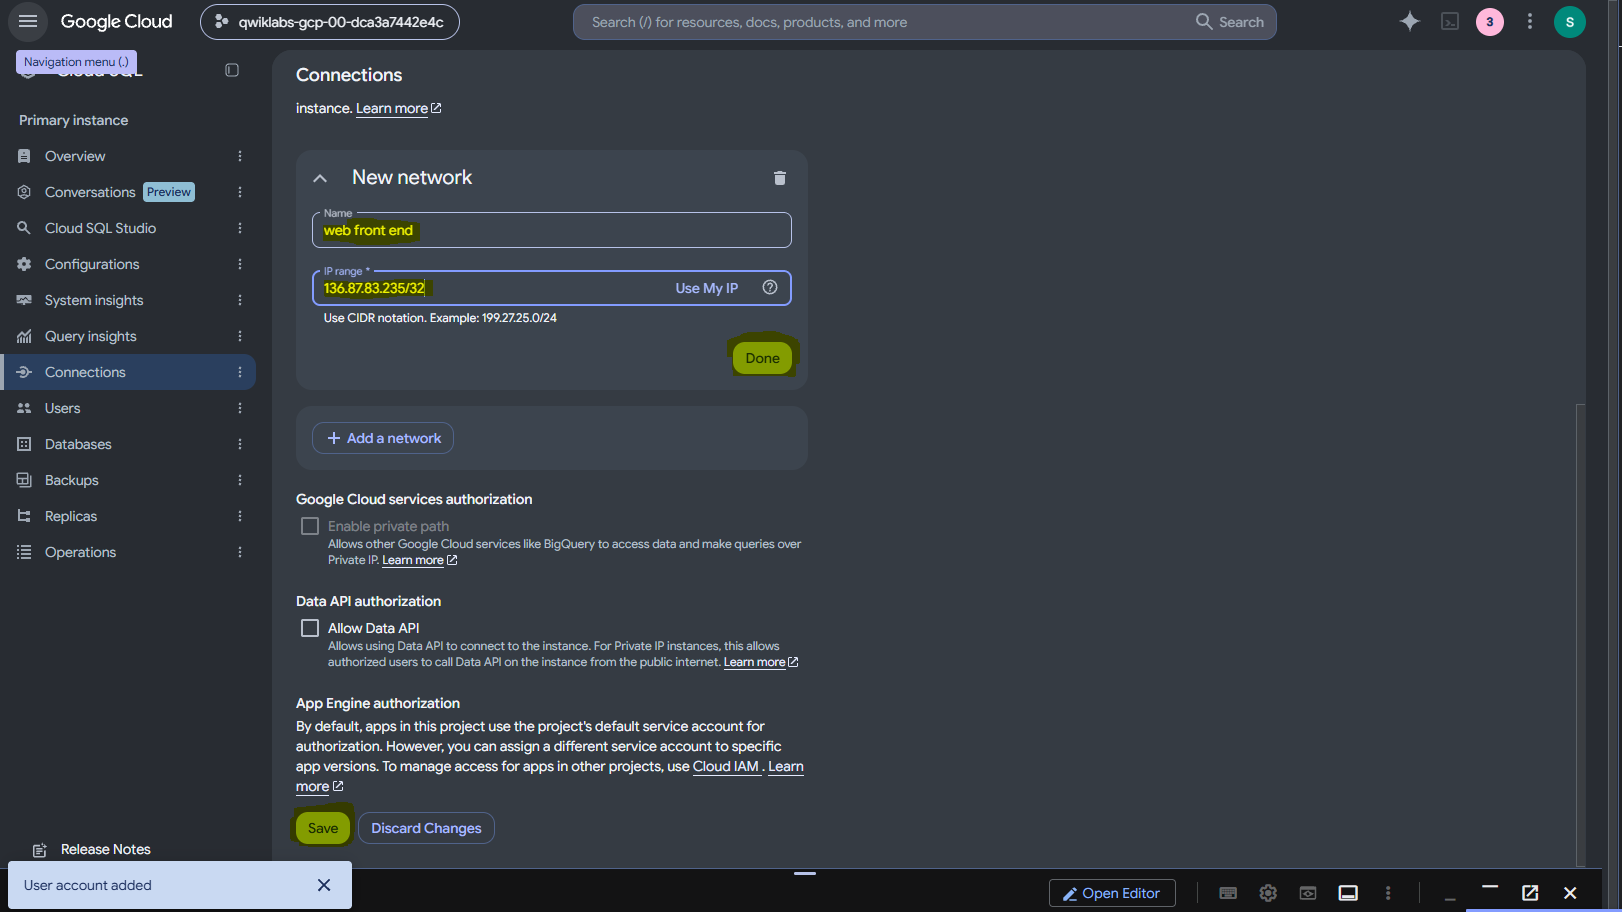 Google Cloud
qwiklabs-gcp-00-dca3a7442e4c
Search (/) for resources, docs, products, and more
Search
3
S
Navigation menu (.)
Primary instance
Overview
Conversations Preview
Cloud SQL Studio
Configurations
System insights
Query insights
Connections
Users
Databases
Backups
Replicas
Operations
Release Notes
User account added
Connections
instance. Learn more
New network
Name
web front end
IP range *
136.87.83.235/32
Use My IP
Use CIDR notation. Example: 199.27.25.0/24
Done
Add a network
Google Cloud services authorization
Enable private path
Allows other Google Cloud services like BigQuery to access data and make queries over
Private IP. Learn more
Data API authorization
Allow Data API
Allows using Data API to connect to the instance. For Private IP instances, this allows
authorized users to call Data API on the instance from the public internet. Learn more
App Engine authorization
By default, apps in this project use the project's default service account for
authorization. However, you can assign a different service account to specific
app versions. To manage access for apps in other projects, use Cloud IAM . Learn
more
Save
Discard Changes
Open Editor